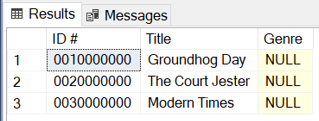 Results Messages
ID # Title Genre
1 0010000000 Groundhog Day NULL
2 0020000000 The Court Jester NULL
3 0030000000 Modern Times NULL